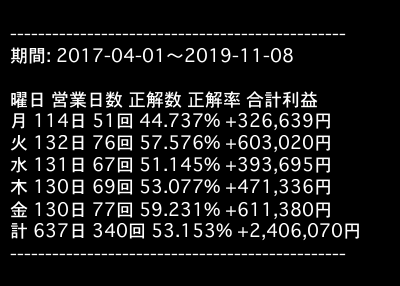 ------------------------------------------------
期間: 2017-04-01～2019-11-08
曜日 営業日数 正解数 正解率 合計利益
月 114日 51回 44.737% +326,639円
火 132日 76回 57.576% +603,020円
水 131日 67回 51.145% +393,695円
木 130日 69回 53.077% +471,336円
金 130日 77回 59.231% +611,380円
計 637日 340回 53.153% +2,406,070円
------------------------------------------------